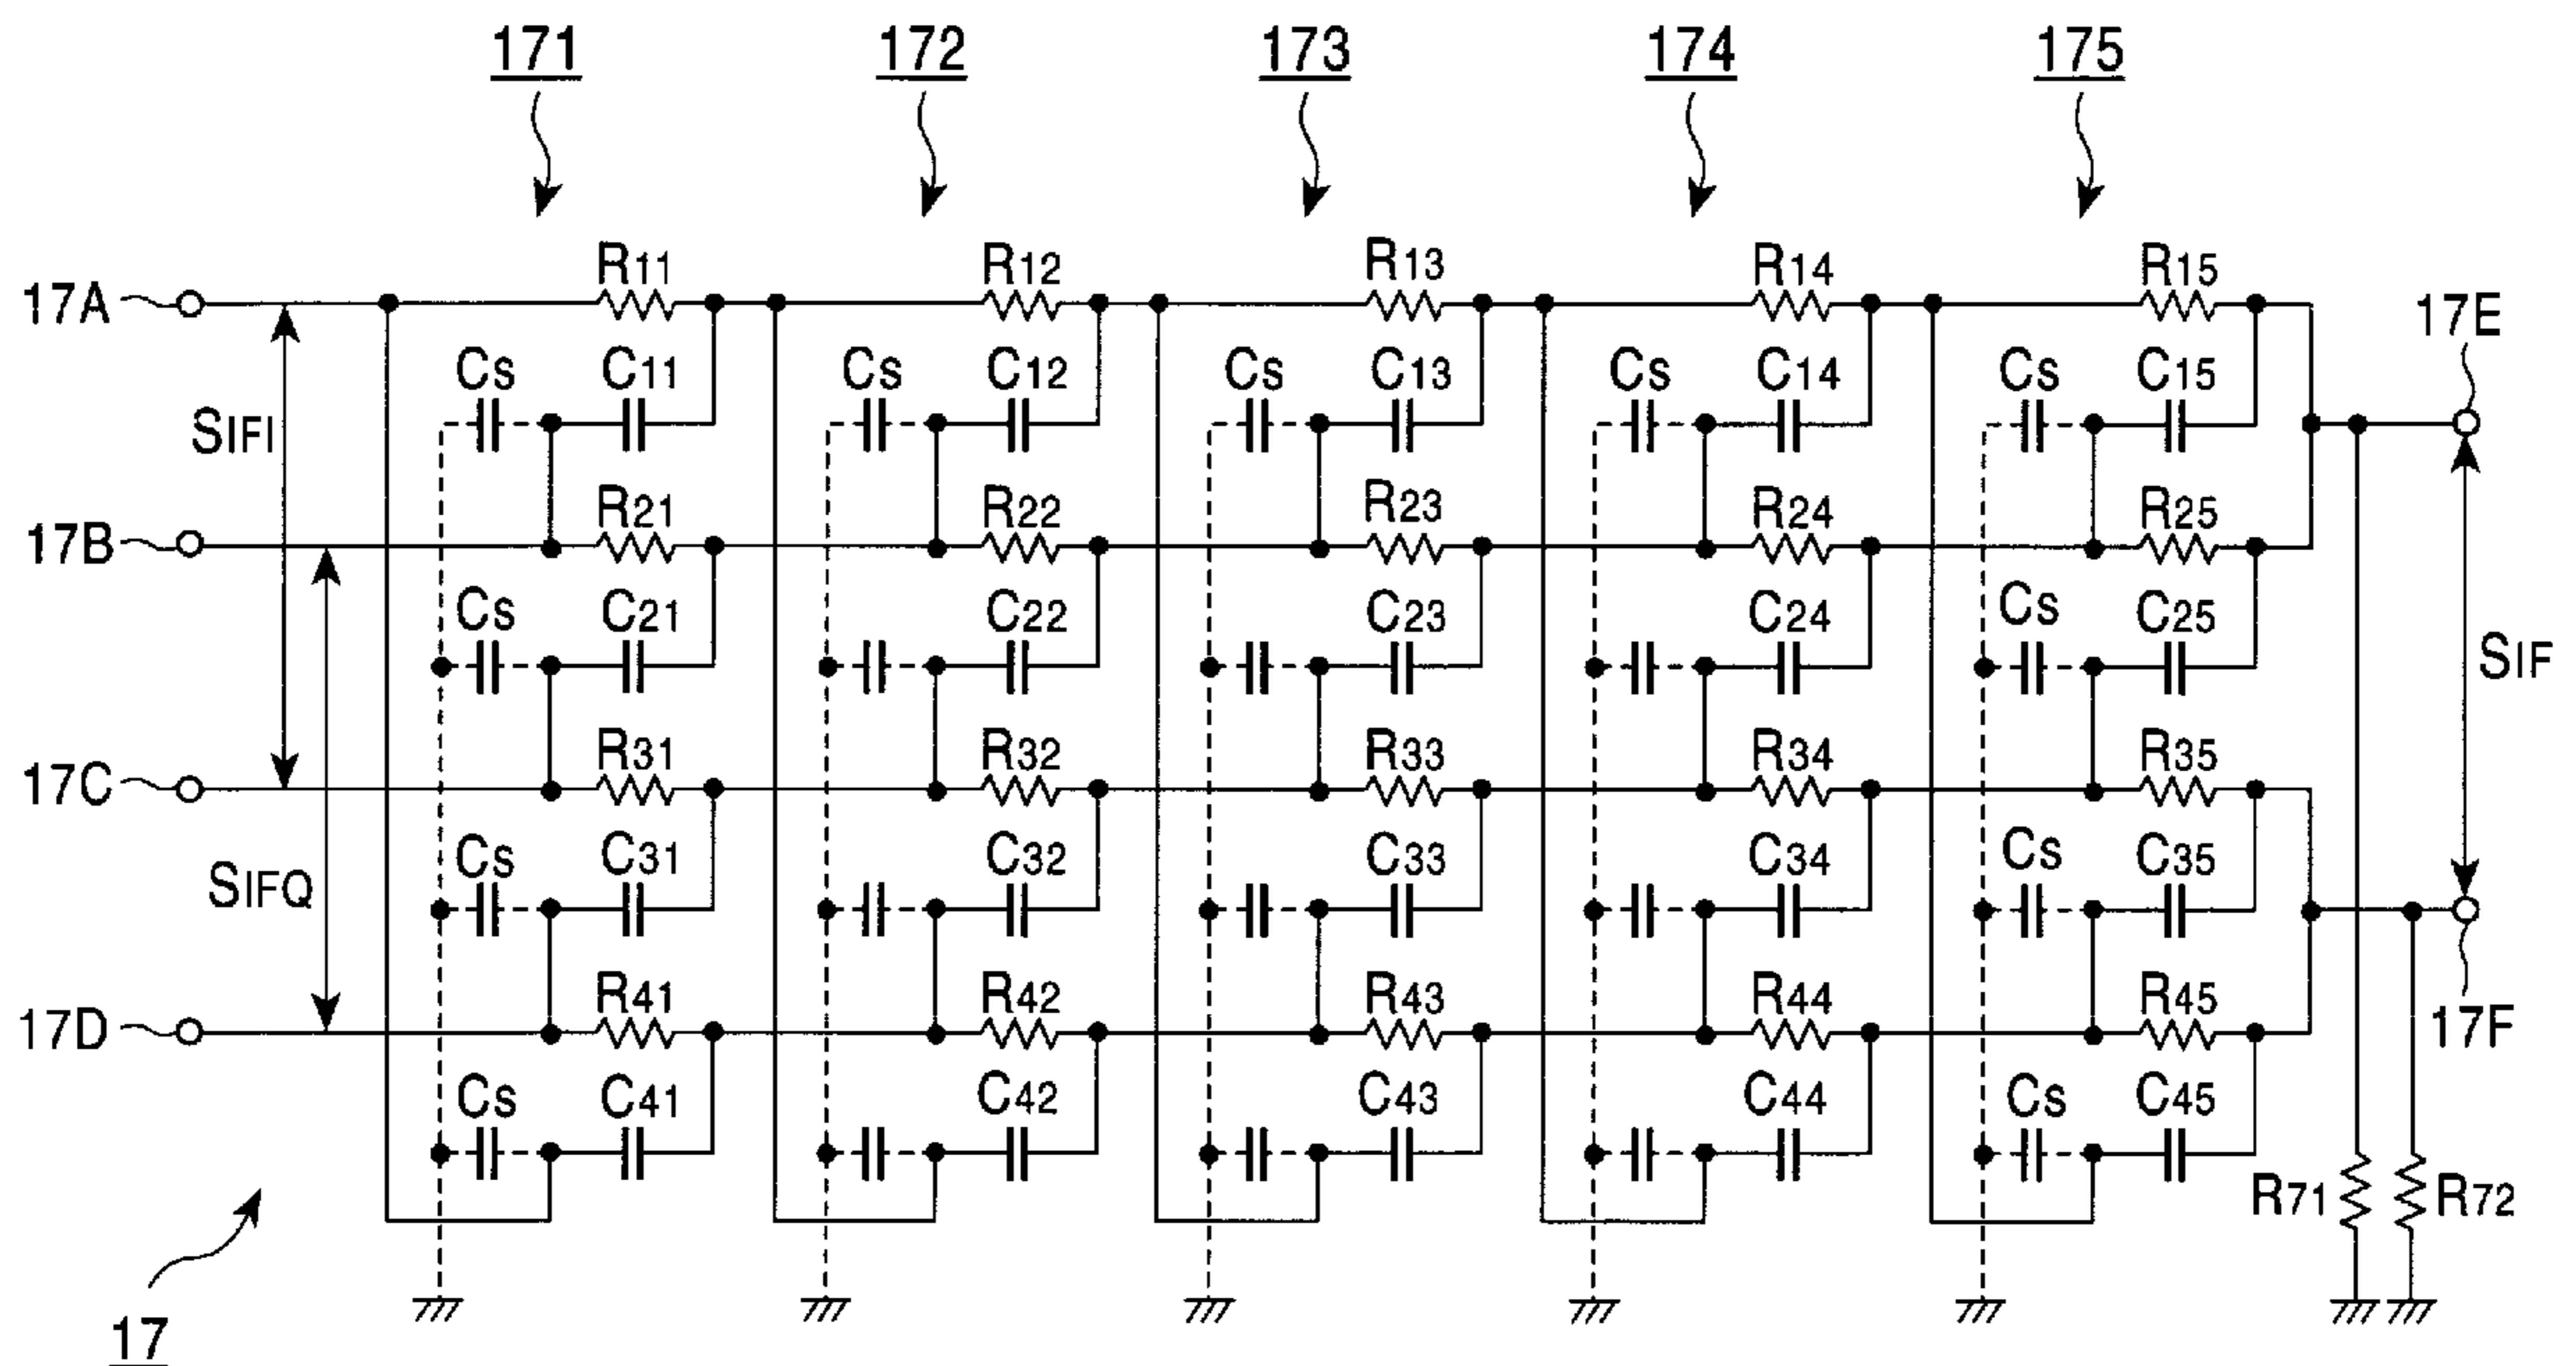 171 172 173 174 175
R11 R12 R13 R14 R15
17A 17E
Cs C11 Cs C12 Cs C13 Cs C14 Cs C15
SIFI
R21 R22 R23 R24 R25
17B
Cs C21 C22 C23 C24 Cs C25
SIF
R31 R32 R33 R34 R35
17C
Cs C31 C32 C33 C34 Cs C35
SIFQ
R41 R42 R43 R44 R45
17D 17F
Cs C41 C42 C43 C44 Cs C45
R71 R72
17